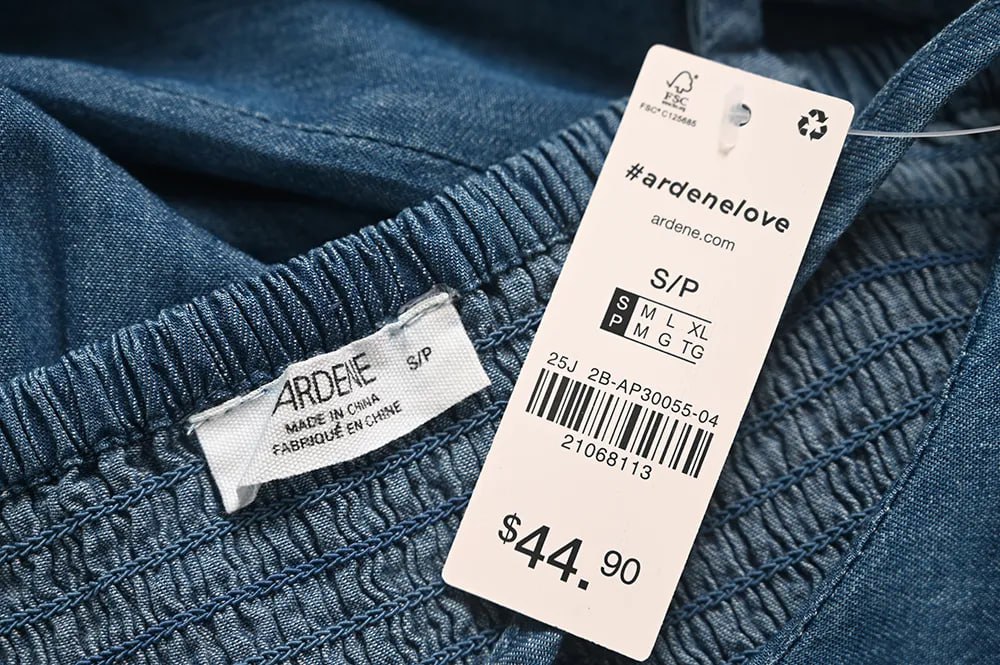 ARDENE
S/P
MADE IN CHINA
FABRIQUÉ EN CHINE
FSC
FSC® C125685
#ardenelove
ardene.com
S/P
S M L XL
P M G TG
25J 2B-AP30055-04
21068113
$44.90